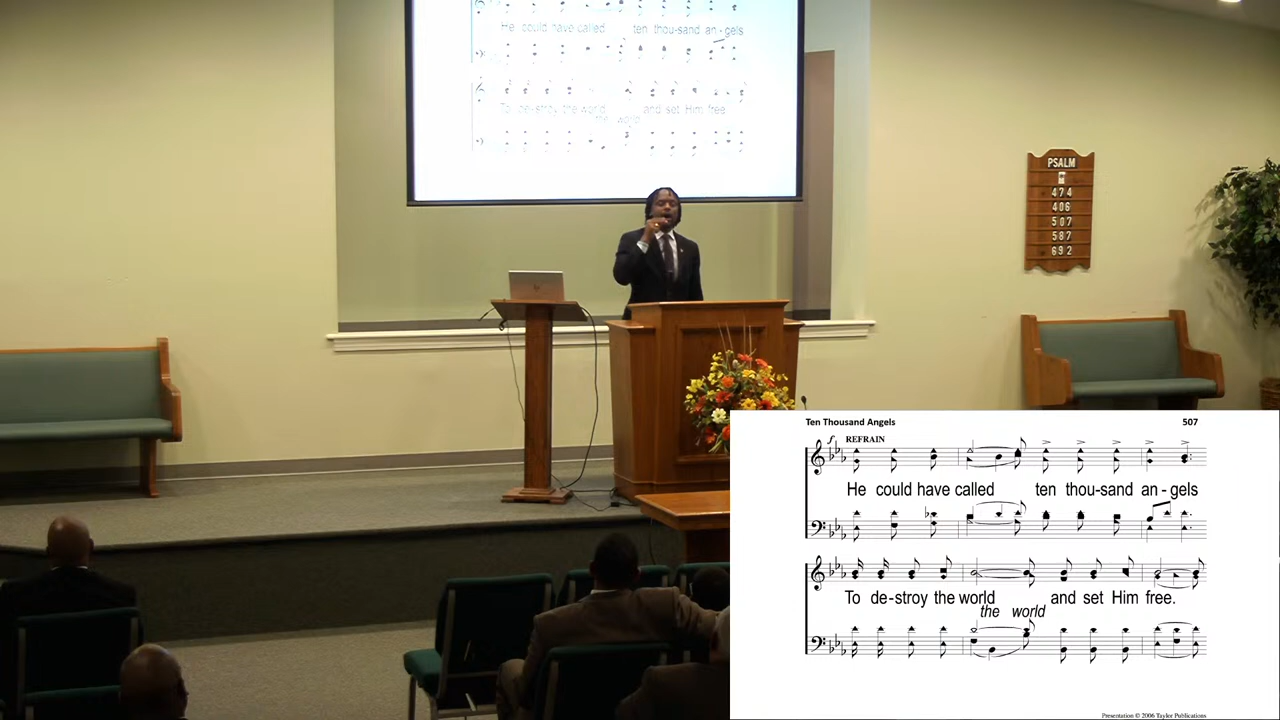 He could have called ten thou-sand an-gels
To de-stroy the world and set Him free
the world
PSALM
474
406
507
587
692
Ten Thousand Angels 507
f REFRAIN
He could have called ten thou-sand an-gels
To de-stroy the world and set Him free.
the world
Presentation © 2006 Taylor Publications